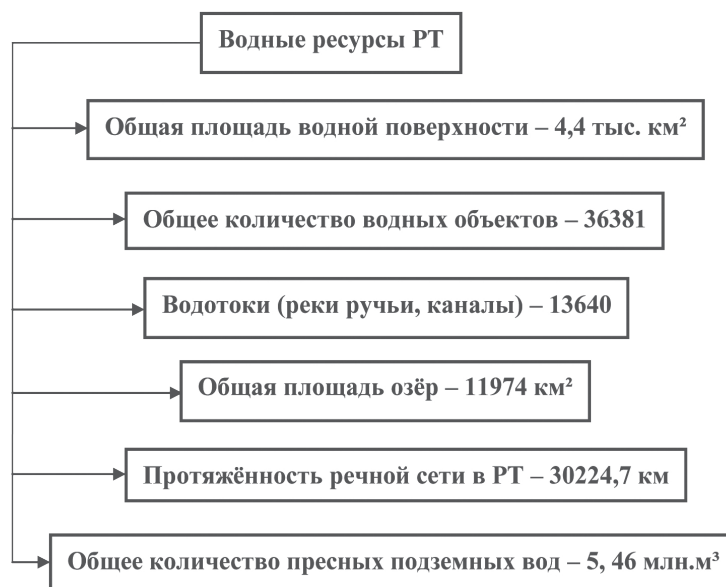 Водные ресурсы РТ
Общая площадь водной поверхности – 4,4 тыс. км²
Общее количество водных объектов – 36381
Водотоки (реки ручьи, каналы) – 13640
Общая площадь озёр – 11974 км²
Протяжённость речной сети в РТ – 30224,7 км
Общее количество пресных подземных вод – 5, 46 млн.м³